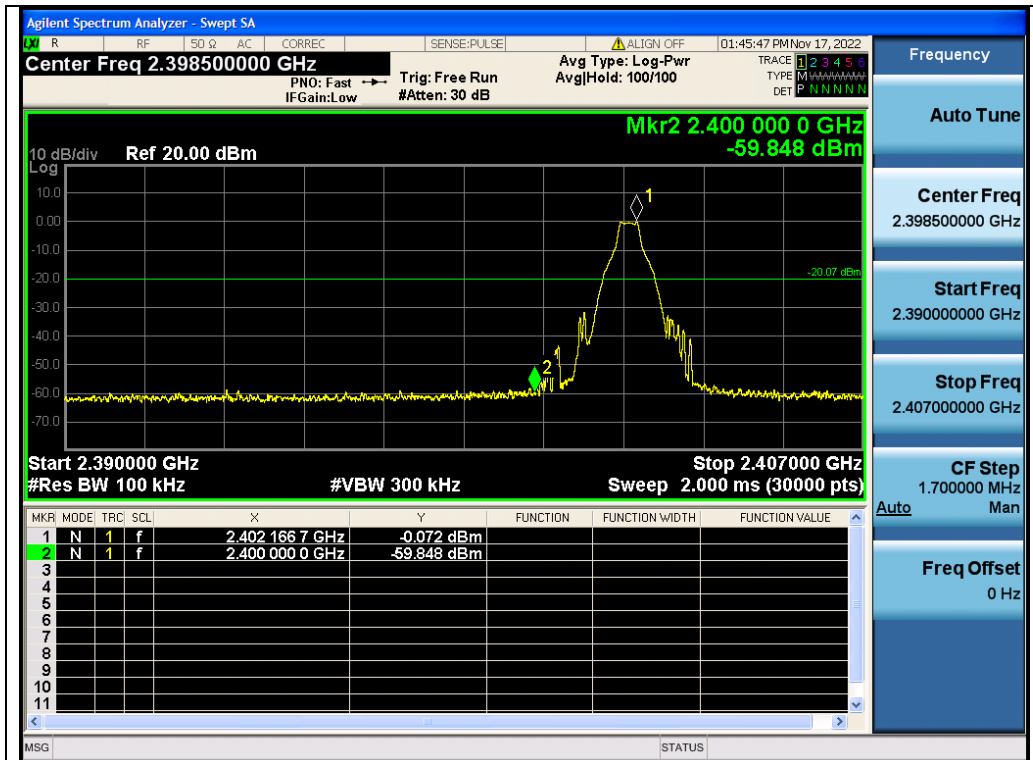 Agilent Spectrum Analyzer - Swept SA
LXI R RF 50 Ω AC CORREC SENSE:PULSE ALIGN OFF 01:45:47 PM Nov 17, 2022
Center Freq 2.398500000 GHz
PNO: Fast
IFGain:Low
Trig: Free Run
#Atten: 30 dB
Avg Type: Log-Pwr
Avg|Hold: 100/100
TRACE 1 2 3 4 5 6
TYPE M WWWWW
DET P N N N N N
Mkr2 2.400 000 0 GHz
-59.848 dBm
10 dB/div Ref 20.00 dBm
Log
10.0
0.00
-10.0
-20.0
-30.0
-40.0
-50.0
-60.0
-70.0
1
-20.07 dBm
2
Start 2.390000 GHz Stop 2.407000 GHz
#Res BW 100 kHz #VBW 300 kHz Sweep 2.000 ms (30000 pts)
MKR MODE TRC SCL X Y FUNCTION FUNCTION WIDTH FUNCTION VALUE
1 N 1 f 2.402 166 7 GHz -0.072 dBm
2 N 1 f 2.400 000 0 GHz -59.848 dBm
3
4
5
6
7
8
9
10
11
MSG STATUS
Frequency
Auto Tune
Center Freq
2.398500000 GHz
Start Freq
2.390000000 GHz
Stop Freq
2.407000000 GHz
CF Step
1.700000 MHz
Auto Man
Freq Offset
0 Hz